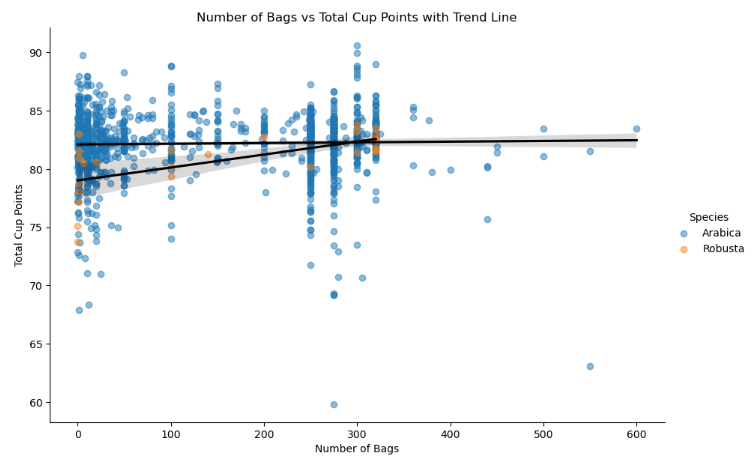 Number of Bags vs Total Cup Points with Trend Line
90
85
80
75
70
65
60
Total Cup Points
0 100 200 300 400 500 600
Number of Bags
Species
Arabica
Robusta